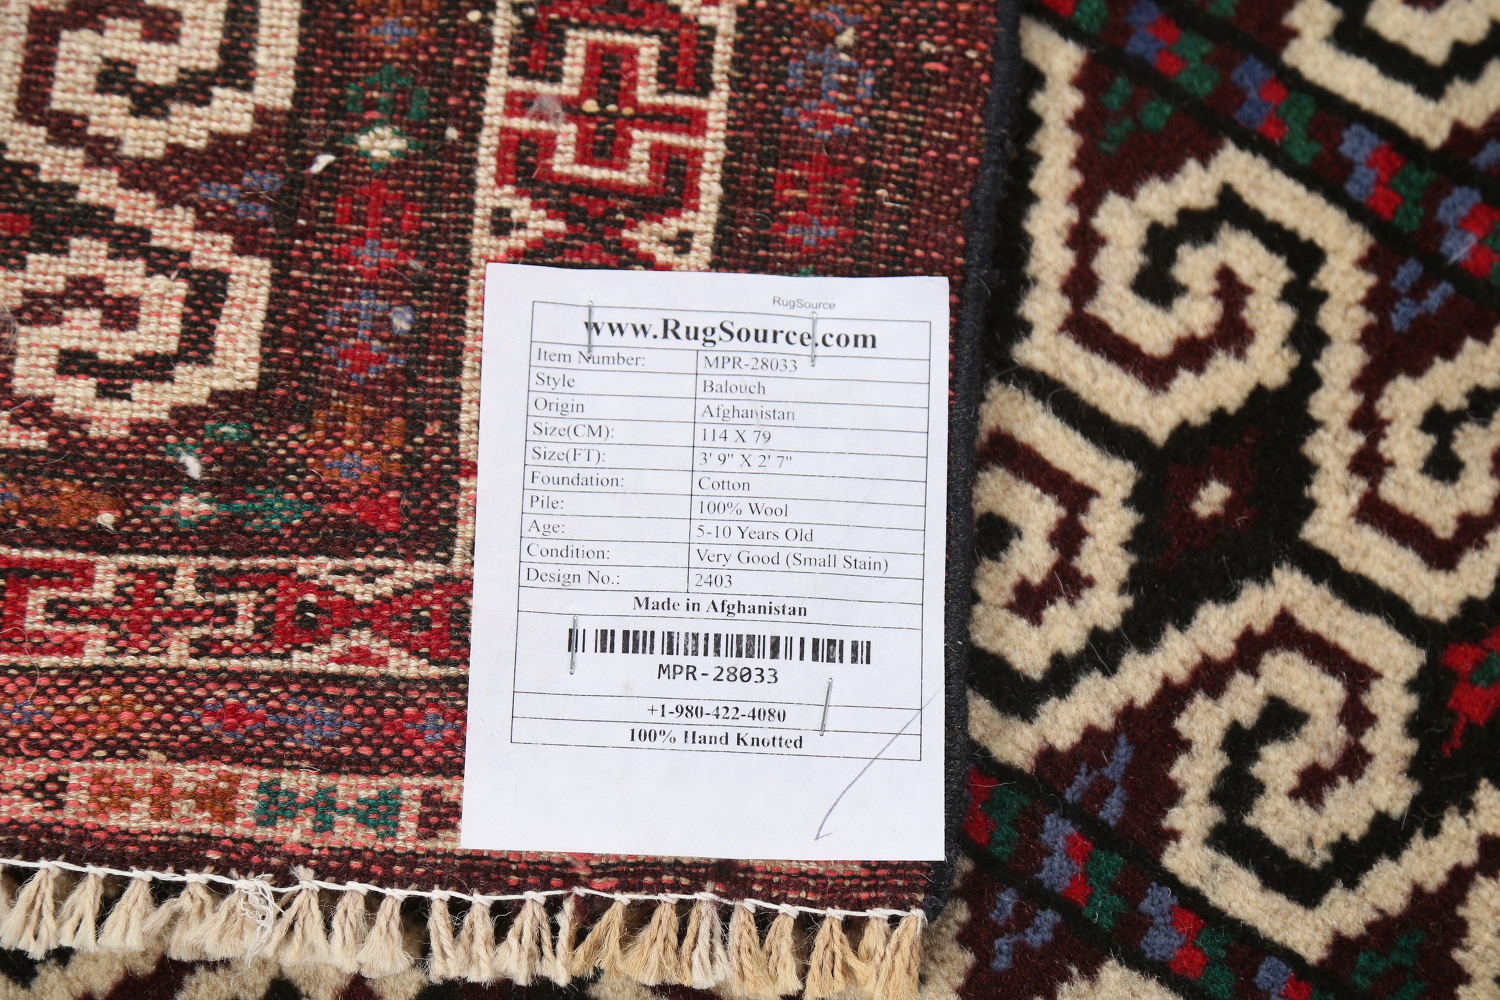 RugSource
www.RugSource.com
Item Number: MPR-28033
Style Balouch
Origin Afghanistan
Size(CM): 114 X 79
Size(FT): 3' 9" X 2' 7"
Foundation: Cotton
Pile: 100% Wool
Age: 5-10 Years Old
Condition: Very Good (Small Stain)
Design No.: 2403
Made in Afghanistan
MPR-28033
+1-980-422-4080
100% Hand Knotted